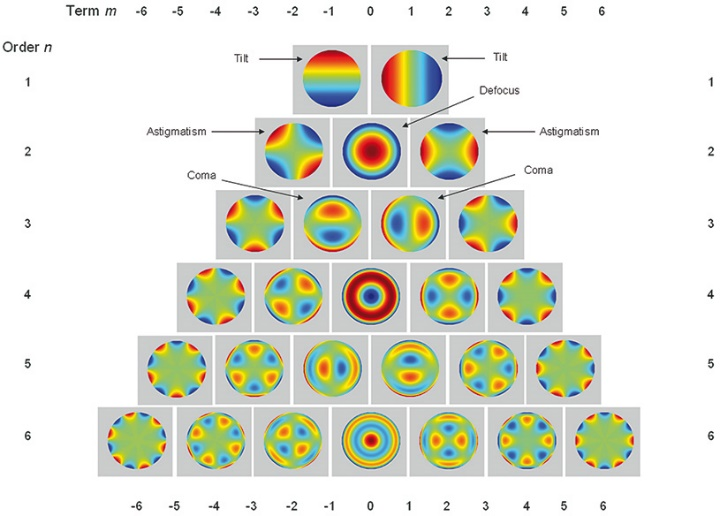 Term m -6 -5 -4 -3 -2 -1 0 1 2 3 4 5 6
Order n
Tilt Tilt
1 1
Defocus
Astigmatism Astigmatism
2 2
Coma Coma
3 3
4 4
5 5
6 6
-6 -5 -4 -3 -2 -1 0 1 2 3 4 5 6